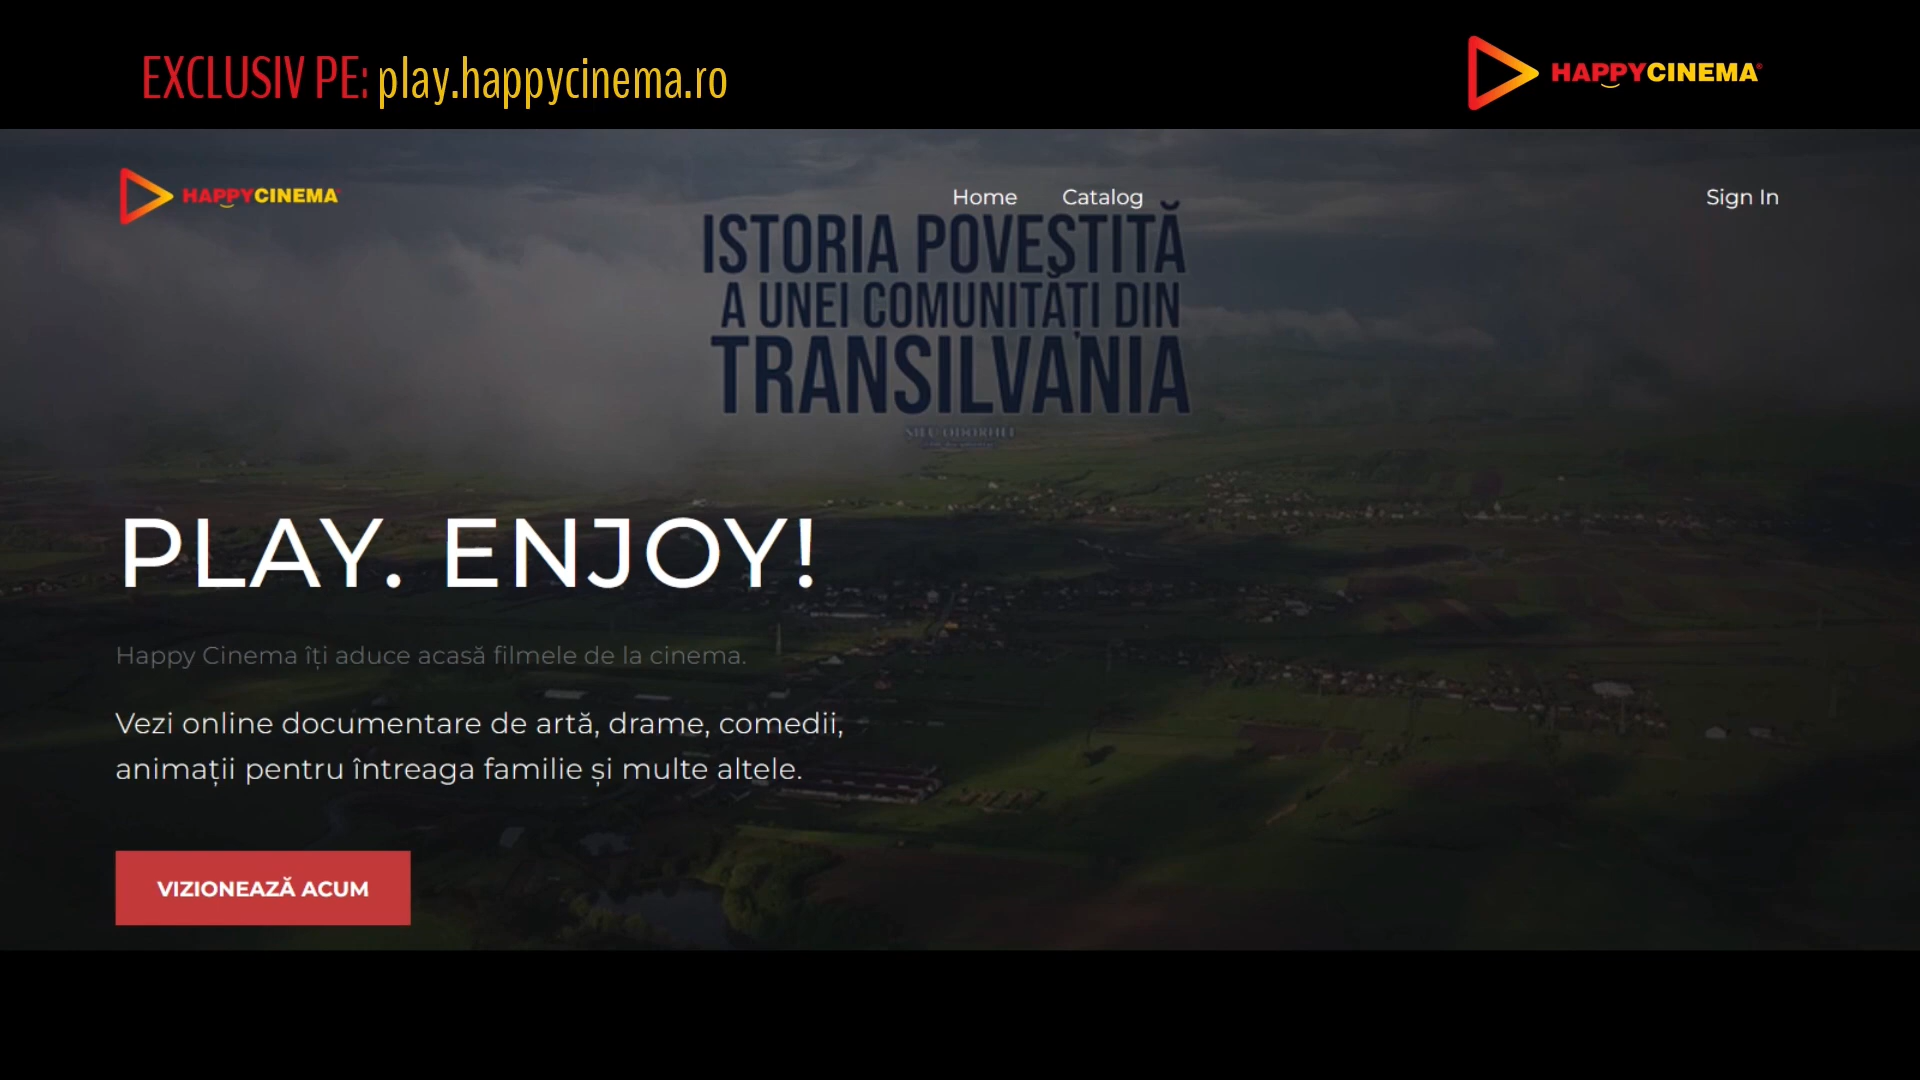 EXCLUSIV PE: play.happycinema.ro
HAPPYCINEMA®
HAPPYCINEMA
Home
Catalog
Sign In
ISTORIA POVESTITĂ
A UNEI COMUNITĂȚI DIN
TRANSILVANIA
PLAY. ENJOY!
Happy Cinema îți aduce acasă filmele de la cinema.
Vezi online documentare de artă, drame, comedii,
animații pentru întreaga familie și multe altele.
VIZIONEAZĂ ACUM